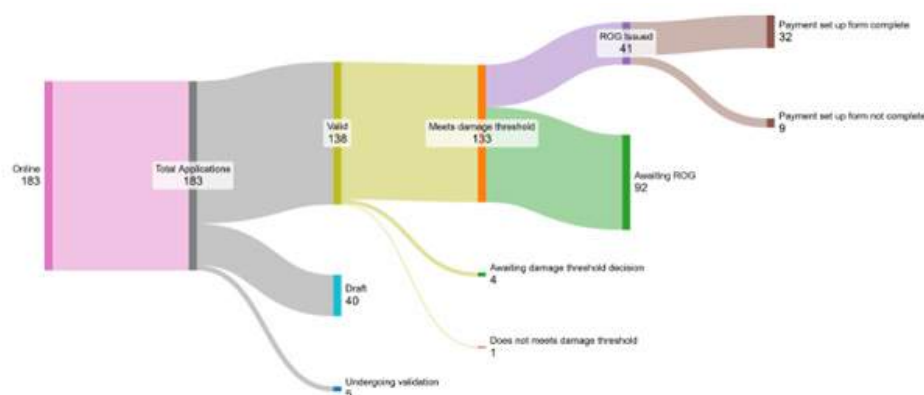 Payment set up form complete
32
ROG Issued
41
Payment set up form not complete
9
Valid
138
Meets damage threshold
133
Online
183
Total Applications
183
Awaiting ROG
92
Awaiting damage threshold decision
4
Draft
40
Does not meets damage threshold
1
Undergoing validation